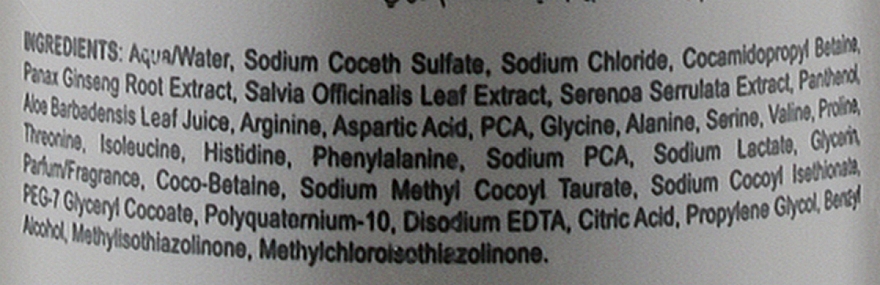 INGREDIENTS: Aqua/Water, Sodium Coceth Sulfate, Sodium Chloride, Cocamidopropyl Betaine,
Panax Ginseng Root Extract, Salvia Officinalis Leaf Extract, Serenoa Serrulata Extract, Panthenol,
Aloe Barbadensis Leaf Juice, Arginine, Aspartic Acid, PCA, Glycine, Alanine, Serine, Valine, Proline,
Threonine, Isoleucine, Histidine, Phenylalanine, Sodium PCA, Sodium Lactate, Glycerin,
Parfum/Fragrance, Coco-Betaine, Sodium Methyl Cocoyl Taurate, Sodium Cocoyl Isethionate,
PEG-7 Glyceryl Cocoate, Polyquaternium-10, Disodium EDTA, Citric Acid, Propylene Glycol, Benzyl
Alcohol, Methylisothiazolinone, Methylchloroisothiazolinone.